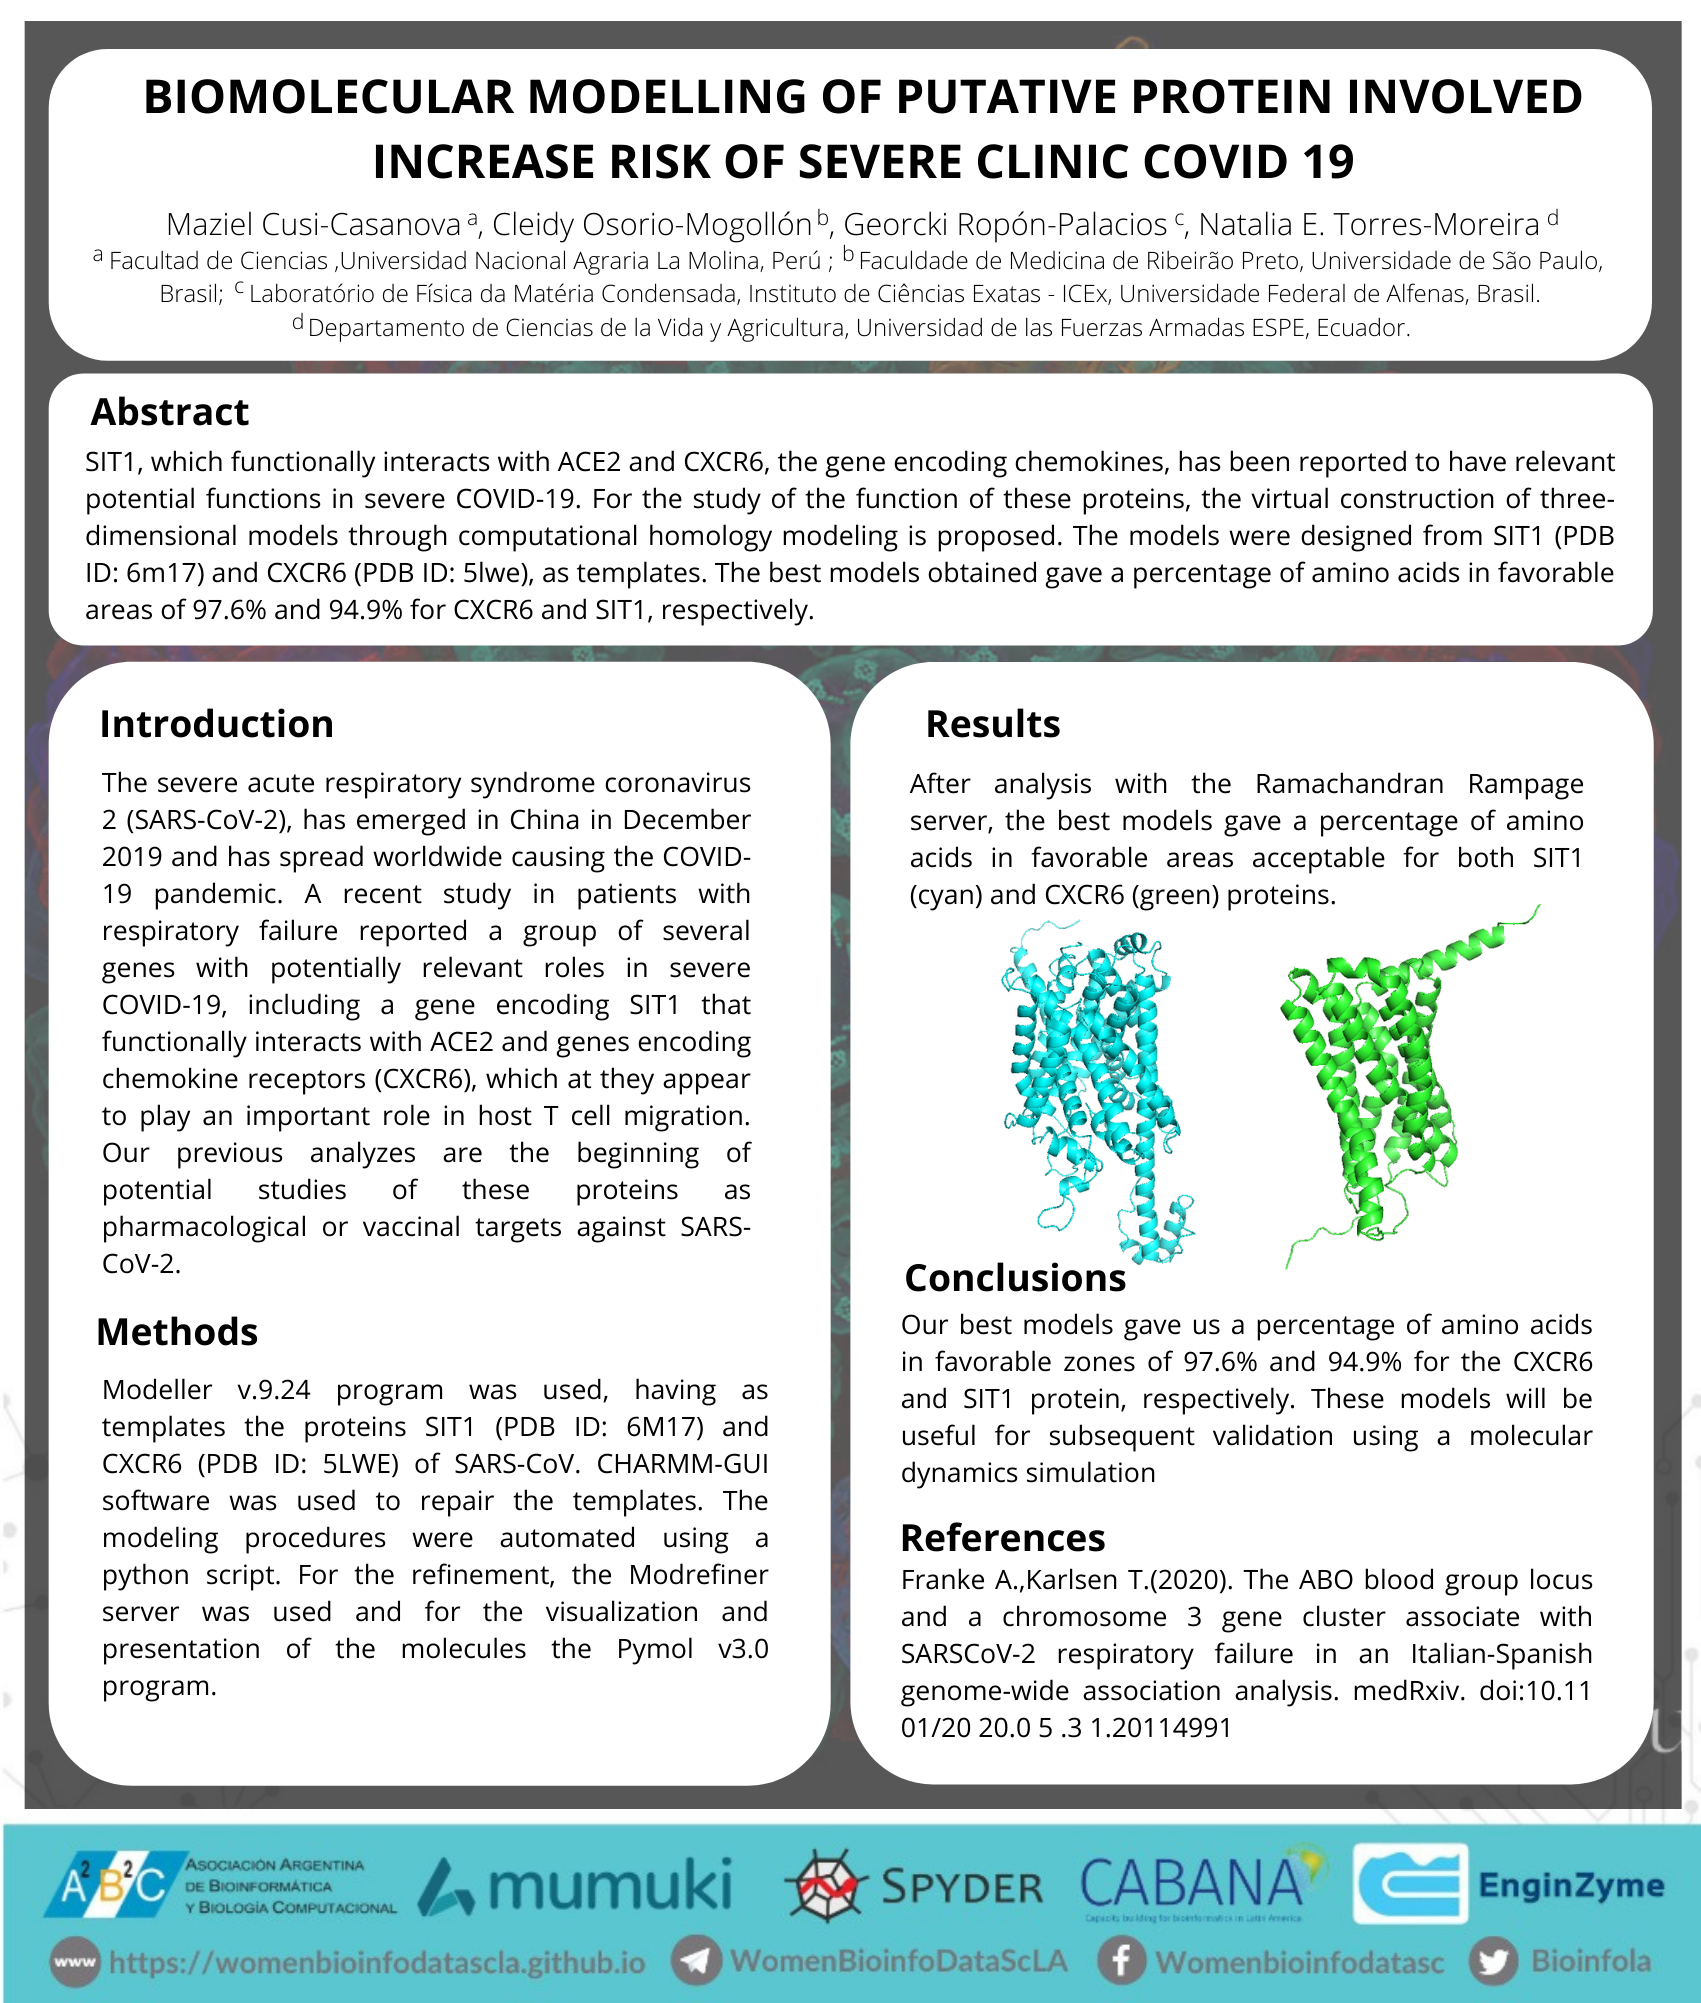 BIOMOLECULAR MODELLING OF PUTATIVE PROTEIN INVOLVED
INCREASE RISK OF SEVERE CLINIC COVID 19
Maziel Cusi-Casanova a, Cleidy Osorio-Mogollón b, Georcki Ropón-Palacios c, Natalia E. Torres-Moreira d
a Facultad de Ciencias ,Universidad Nacional Agraria La Molina, Perú ; b Faculdade de Medicina de Ribeirão Preto, Universidade de São Paulo,
Brasil; c Laboratório de Física da Matéria Condensada, Instituto de Ciências Exatas - ICEx, Universidade Federal de Alfenas, Brasil.
d Departamento de Ciencias de la Vida y Agricultura, Universidad de las Fuerzas Armadas ESPE, Ecuador.
Abstract
SIT1, which functionally interacts with ACE2 and CXCR6, the gene encoding chemokines, has been reported to have relevant
potential functions in severe COVID-19. For the study of the function of these proteins, the virtual construction of three-
dimensional models through computational homology modeling is proposed. The models were designed from SIT1 (PDB
ID: 6m17) and CXCR6 (PDB ID: 5lwe), as templates. The best models obtained gave a percentage of amino acids in favorable
areas of 97.6% and 94.9% for CXCR6 and SIT1, respectively.
Introduction
The severe acute respiratory syndrome coronavirus
2 (SARS-CoV-2), has emerged in China in December
2019 and has spread worldwide causing the COVID-
19 pandemic. A recent study in patients with
respiratory failure reported a group of several
genes with potentially relevant roles in severe
COVID-19, including a gene encoding SIT1 that
functionally interacts with ACE2 and genes encoding
chemokine receptors (CXCR6), which at they appear
to play an important role in host T cell migration.
Our previous analyzes are the beginning of
potential studies of these proteins as
pharmacological or vaccinal targets against SARS-
CoV-2.
Methods
Modeller v.9.24 program was used, having as
templates the proteins SIT1 (PDB ID: 6M17) and
CXCR6 (PDB ID: 5LWE) of SARS-CoV. CHARMM-GUI
software was used to repair the templates. The
modeling procedures were automated using a
python script. For the refinement, the Modrefiner
server was used and for the visualization and
presentation of the molecules the Pymol v3.0
program.
Results
After analysis with the Ramachandran Rampage
server, the best models gave a percentage of amino
acids in favorable areas acceptable for both SIT1
(cyan) and CXCR6 (green) proteins.
Conclusions
Our best models gave us a percentage of amino acids
in favorable zones of 97.6% and 94.9% for the CXCR6
and SIT1 protein, respectively. These models will be
useful for subsequent validation using a molecular
dynamics simulation
References
Franke A.,Karlsen T.(2020). The ABO blood group locus
and a chromosome 3 gene cluster associate with
SARSCoV-2 respiratory failure in an Italian-Spanish
genome-wide association analysis. medRxiv. doi:10.11
01/20 20.0 5 .3 1.20114991
A2B2C ASOCIACIÓN ARGENTINA
DE BIOINFORMÁTICA
Y BIOLOGÍA COMPUTACIONAL
mumuki
SPYDER
CABANA
Capacity building for bioinformatics in Latin America
EnginZyme
www https://womenbioinfodatascla.github.io
WomenBioinfoDataScLA
Womenbioinfodatasc
Bioinfola